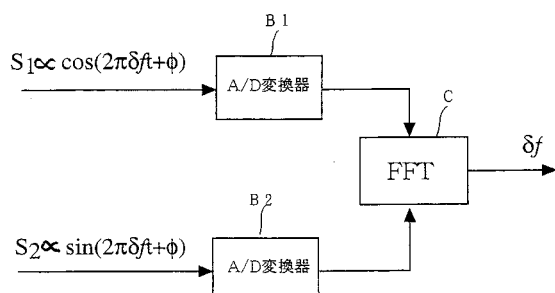 B1
S₁∝cos(2πδft+ϕ)
A/D変換器
C
FFT
δf
B2
S₂∝sin(2πδft+ϕ)
A/D変換器